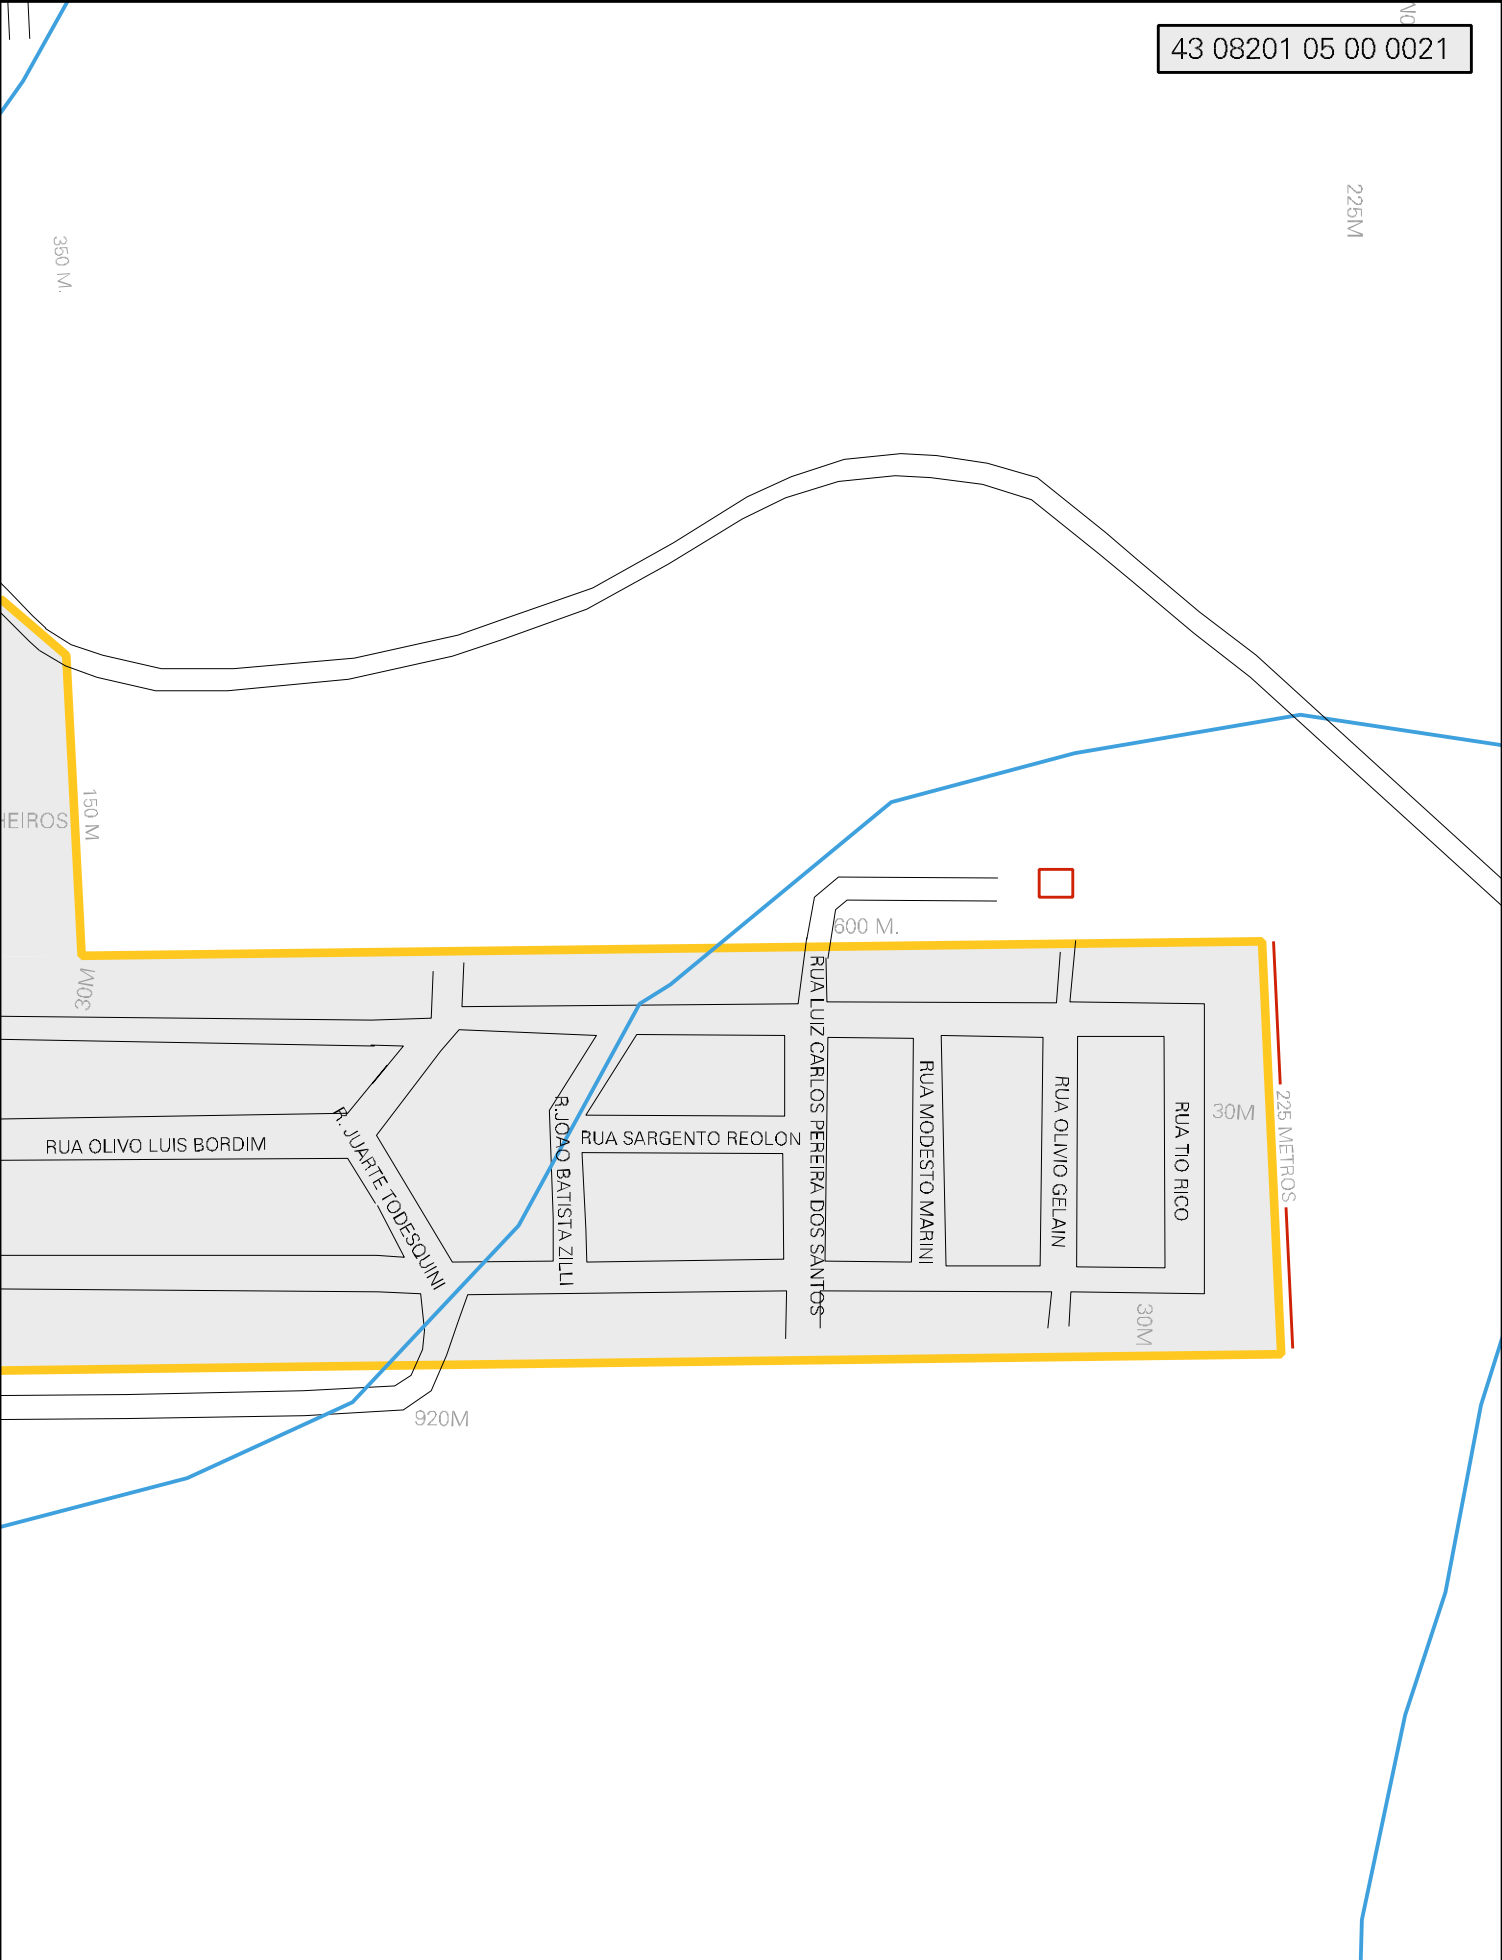 43 08201 05 00 0021
225M
350 M.
150 M
HEIROS
600 M.
30M
RUA OLIVO LUIS BORDIM
R. JUARTE TODESQUINI
R.JOAO BATISTA ZILLI
RUA SARGENTO REOLON
RUA LUIZ CARLOS PEREIRA DOS SANTOS
RUA MODESTO MARINI
RUA OLIVIO GELAIN
RUA TIO RICO
30M
225 METROS
30M
920M